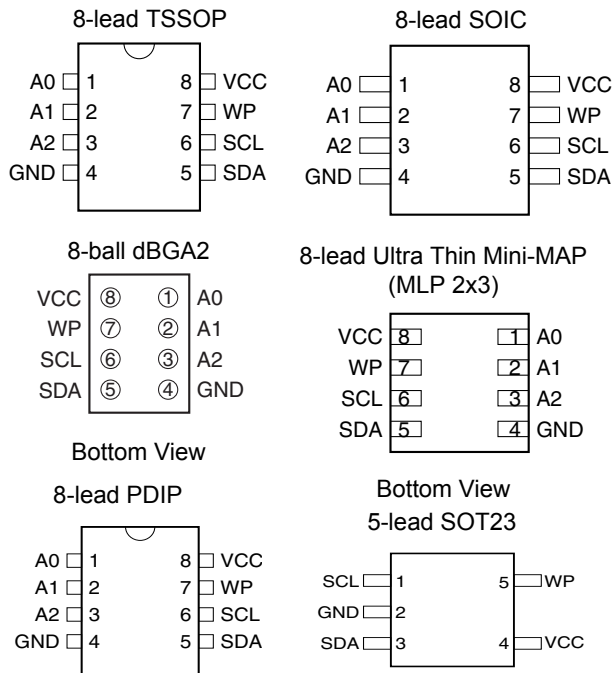 8-lead TSSOP
A0 1 8 VCC
A1 2 7 WP
A2 3 6 SCL
GND 4 5 SDA
8-lead SOIC
A0 1 8 VCC
A1 2 7 WP
A2 3 6 SCL
GND 4 5 SDA
8-ball dBGA2
VCC 8 1 A0
WP 7 2 A1
SCL 6 3 A2
SDA 5 4 GND
Bottom View
8-lead Ultra Thin Mini-MAP
(MLP 2x3)
VCC 8 1 A0
WP 7 2 A1
SCL 6 3 A2
SDA 5 4 GND
Bottom View
8-lead PDIP
A0 1 8 VCC
A1 2 7 WP
A2 3 6 SCL
GND 4 5 SDA
5-lead SOT23
SCL 1 5 WP
GND 2
SDA 3 4 VCC